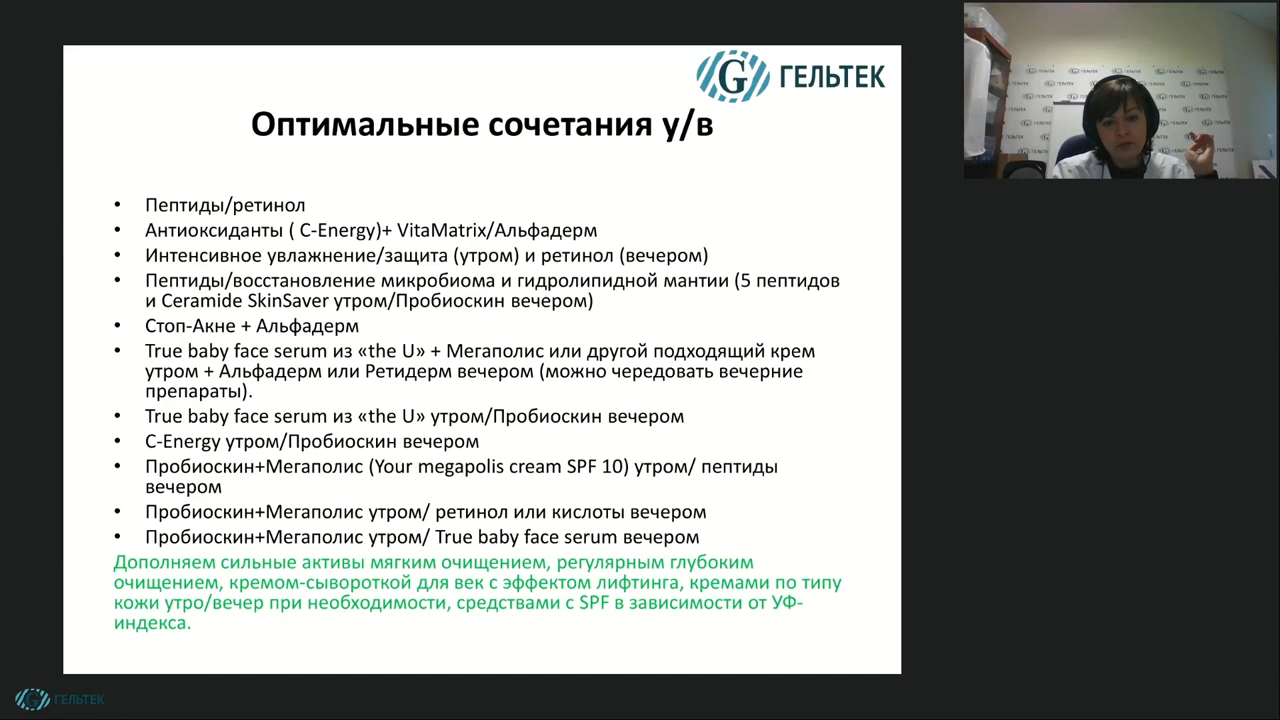 G ГЕЛЬТЕК
Оптимальные сочетания у/в
• Пептиды/ретинол
• Антиоксиданты ( C-Energy)+ VitaMatrix/Альфадерм
• Интенсивное увлажнение/защита (утром) и ретинол (вечером)
• Пептиды/восстановление микробиома и гидролипидной мантии (5 пептидов
и Ceramide SkinSaver утром/Пробиоскин вечером)
• Стоп-Акне + Альфадерм
• True baby face serum из «the U» + Мегаполис или другой подходящий крем
утром + Альфадерм или Ретидерм вечером (можно чередовать вечерние
препараты).
• True baby face serum из «the U» утром/Пробиоскин вечером
• C-Energy утром/Пробиоскин вечером
• Пробиоскин+Мегаполис (Your megapolis cream SPF 10) утром/ пептиды
вечером
• Пробиоскин+Мегаполис утром/ ретинол или кислоты вечером
• Пробиоскин+Мегаполис утром/ True baby face serum вечером
Дополняем сильные активы мягким очищением, регулярным глубоким
очищением, кремом-сывороткой для век с эффектом лифтинга, кремами по типу
кожи утро/вечер при необходимости, средствами с SPF в зависимости от УФ-
индекса.
G ГЕЛЬТЕК